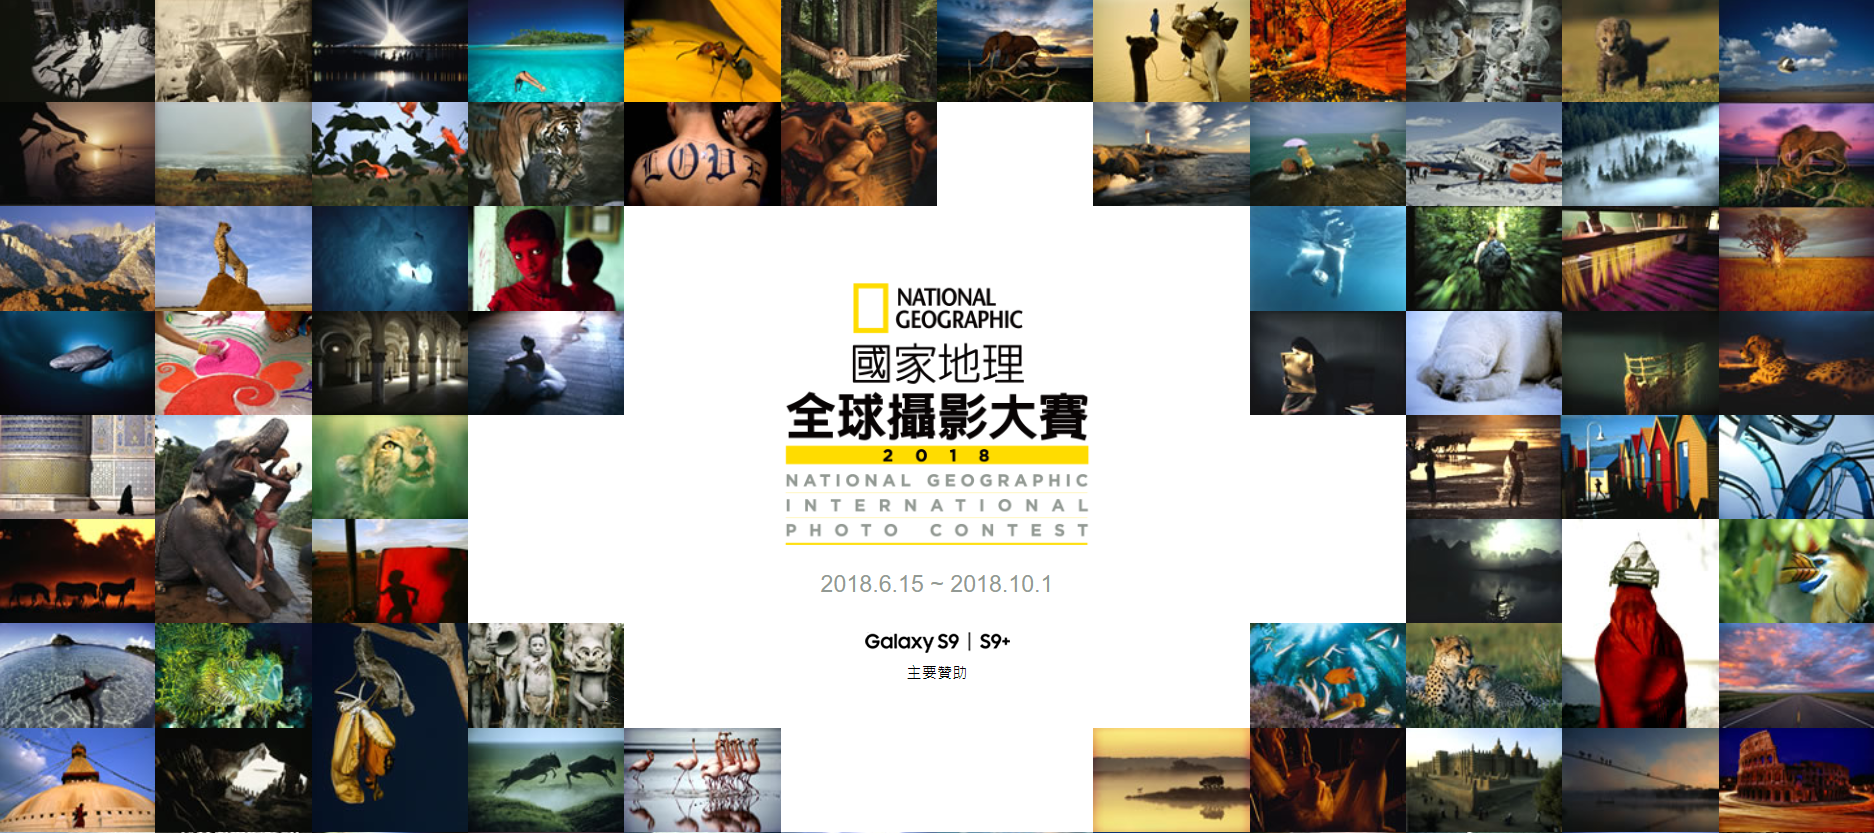 LOVE
NATIONAL
GEOGRAPHIC
國家地理
全球攝影大賽
2018
NATIONAL GEOGRAPHIC
INTERNATIONAL
PHOTO CONTEST
2018.6.15 ~ 2018.10.1
Galaxy S9 | S9+
主要贊助